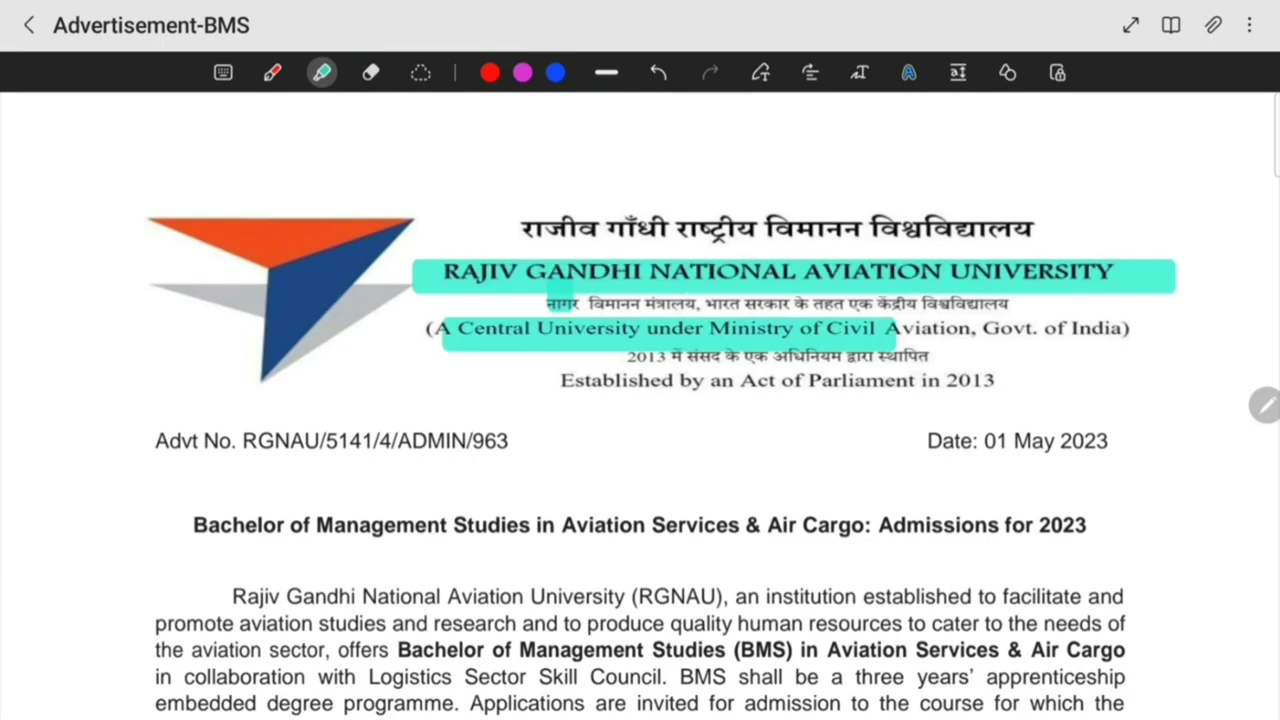 Advertisement-BMS
राजीव गाँधी राष्ट्रीय विमानन विश्वविद्यालय
RAJIV GANDHI NATIONAL AVIATION UNIVERSITY
नागर विमानन मंत्रालय, भारत सरकार के तहत एक केंद्रीय विश्वविद्यालय
(A Central University under Ministry of Civil Aviation, Govt. of India)
2013 में संसद के एक अधिनियम द्वारा स्थापित
Established by an Act of Parliament in 2013
Advt No. RGNAU/5141/4/ADMIN/963 Date: 01 May 2023
Bachelor of Management Studies in Aviation Services & Air Cargo: Admissions for 2023
Rajiv Gandhi National Aviation University (RGNAU), an institution established to facilitate and
promote aviation studies and research and to produce quality human resources to cater to the needs of
the aviation sector, offers Bachelor of Management Studies (BMS) in Aviation Services & Air Cargo
in collaboration with Logistics Sector Skill Council. BMS shall be a three years’ apprenticeship
embedded degree programme. Applications are invited for admission to the course for which the